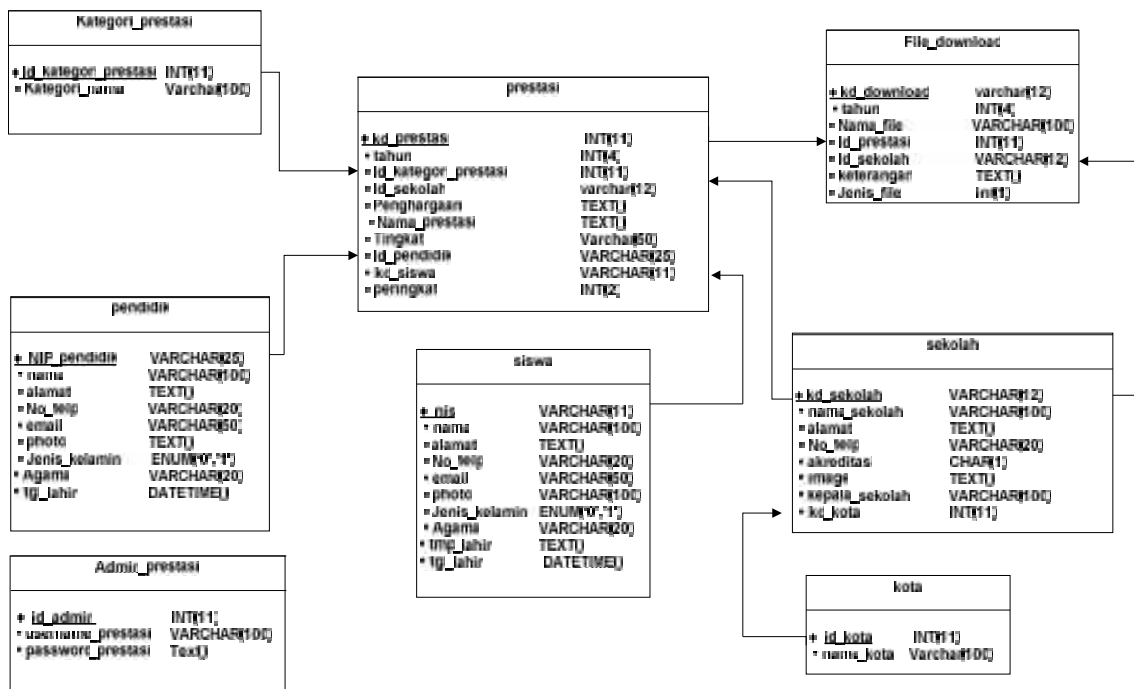 Kategori_prestasi
Id_kategori_prestasi INT(11)
Kategori_nama Varchar(100)
prestasi
kd_prestasi INT(11)
tahun INT(4)
Id_kategori_prestasi INT(11)
Id_sekolah varchar(12)
Penghargaan TEXT()
Nama_prestasi TEXT()
Tingkat Varchar(50)
Id_pendidik VARCHAR(25)
kd_siswa VARCHAR(11)
peringkat INT(2)
File_download
kd_download varchar(12)
tahun INT(4)
Nama_file VARCHAR(100)
Id_prestasi INT(11)
Id_sekolah VARCHAR(12)
keterangan TEXT()
Jenis_file int(1)
pendidik
NIP_pendidik VARCHAR(25)
nama VARCHAR(100)
alamat TEXT()
No_telp VARCHAR(20)
email VARCHAR(50)
photo TEXT()
Jenis_kelamin ENUM("0","1")
Agama VARCHAR(20)
tgl_lahir DATETIME()
siswa
nis VARCHAR(11)
nama VARCHAR(100)
alamat TEXT()
No_telp VARCHAR(20)
email VARCHAR(50)
photo VARCHAR(100)
Jenis_kelamin ENUM("0","1")
Agama VARCHAR(20)
tmp_lahir TEXT()
tgl_lahir DATETIME()
sekolah
kd_sekolah VARCHAR(12)
nama_sekolah VARCHAR(100)
alamat TEXT()
No_telp VARCHAR(20)
akreditas CHAR(1)
image TEXT()
kepala_sekolah VARCHAR(100)
kd_kota INT(11)
Admin_prestasi
id_admin INT(11)
username_prestasi VARCHAR(100)
password_prestasi Text()
kota
id_kota INT(11)
nama_kota Varchar(100)